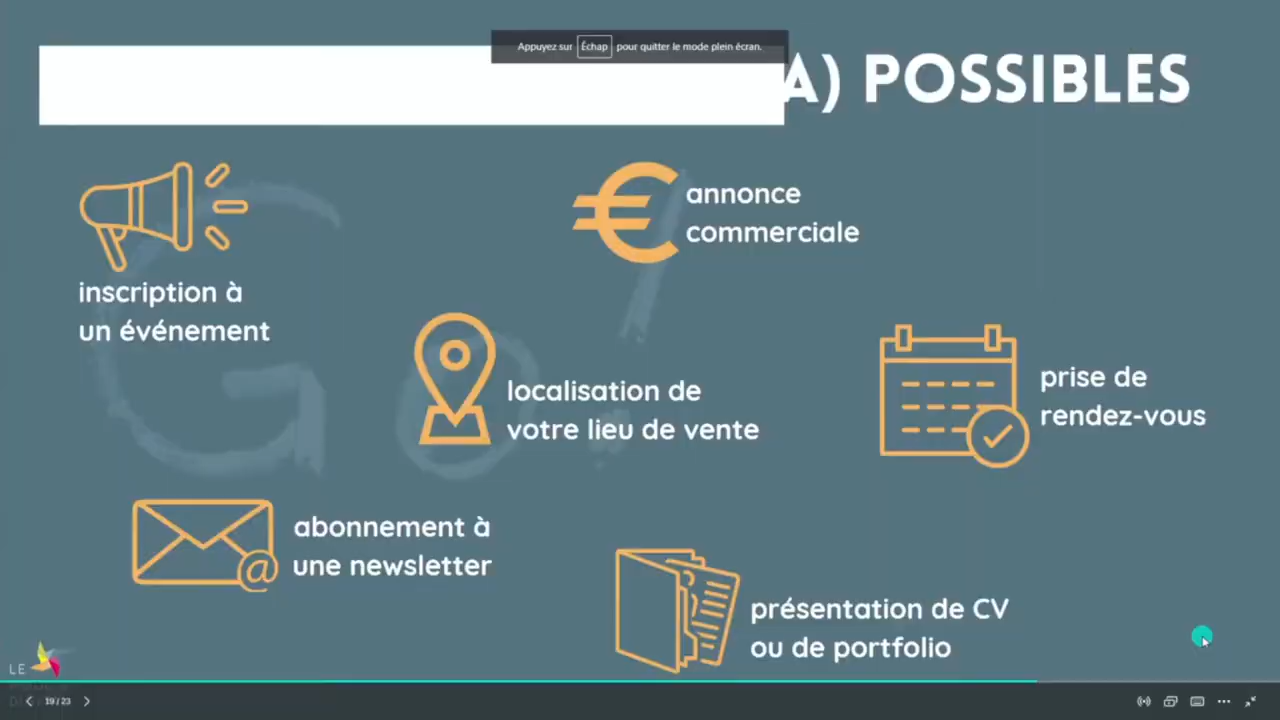 Appuyez sur Échap pour quitter le mode plein écran.
A) POSSIBLES
annonce
commerciale
inscription à
un événement
localisation de
votre lieu de vente
prise de
rendez-vous
abonnement à
une newsletter
@
présentation de CV
ou de portfolio
Go!
LE
19 / 23